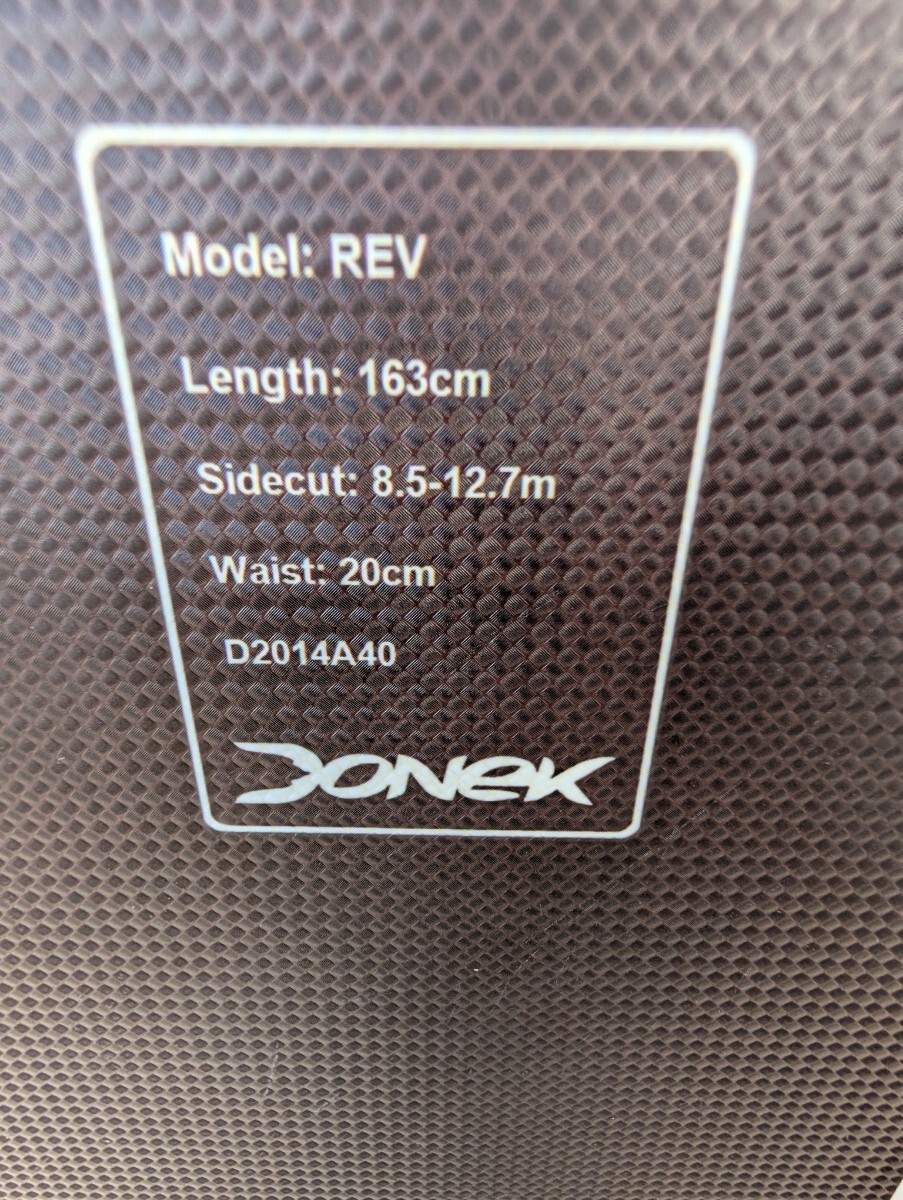 Model: REV
Length: 163cm
Sidecut: 8.5-12.7m
Waist: 20cm
D2014A40
DONEK